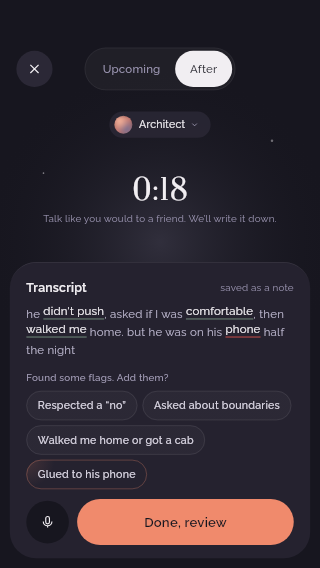 Upcoming After
Architect
0:18
Talk like you would to a friend. We'll write it down.
Transcript saved as a note
he didn't push, asked if I was comfortable, then
walked me home. but he was on his phone half
the night
Found some flags. Add them?
Respected a "no" Asked about boundaries
Walked me home or got a cab
Glued to his phone
Done, review